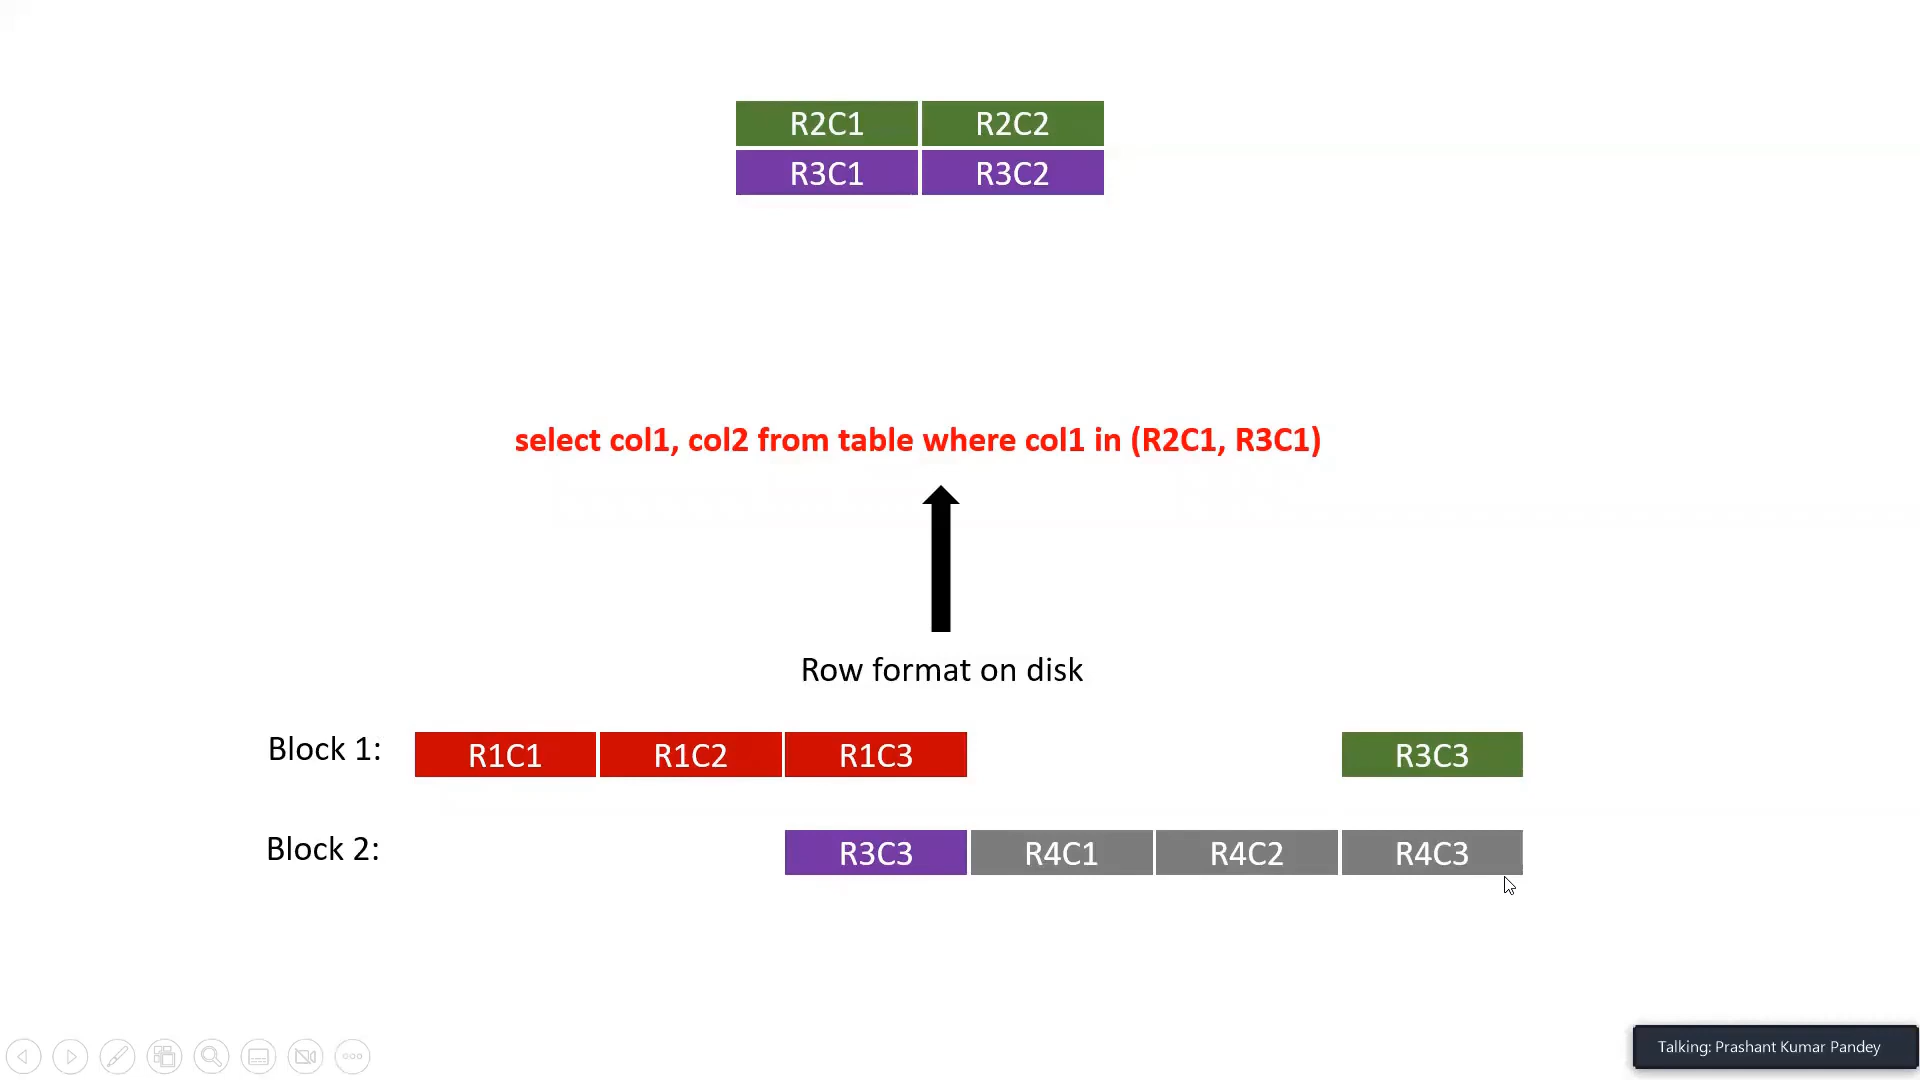 R2C1 R2C2
R3C1 R3C2
select col1, col2 from table where col1 in (R2C1, R3C1)
Row format on disk
Block 1: R1C1 R1C2 R1C3 R3C3
Block 2: R3C3 R4C1 R4C2 R4C3
Talking: Prashant Kumar Pandey